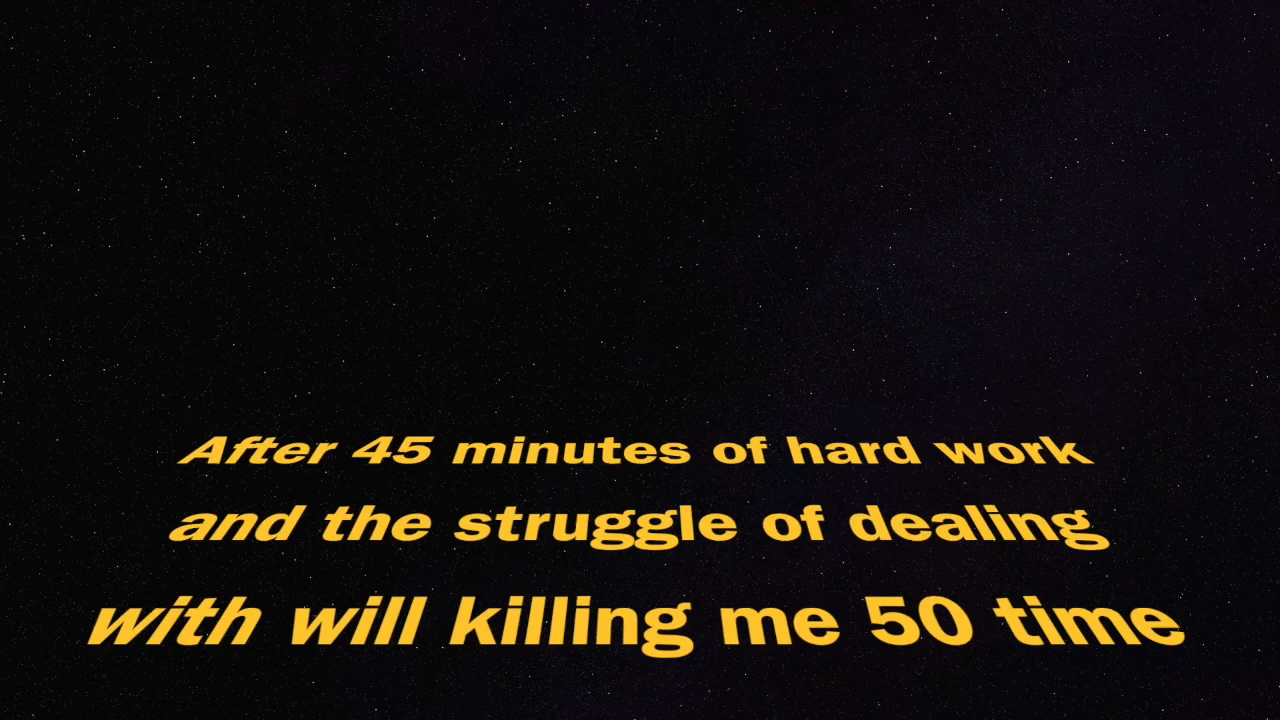 After 45 minutes of hard work
and the struggle of dealing
with will killing me 50 time